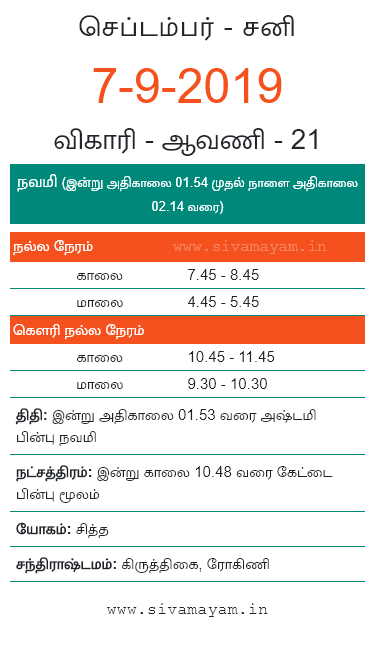 செப்டம்பர் - சனி
7-9-2019
விகாரி - ஆவணி - 21
நவமி (இன்று அதிகாலை 01.54 முதல் நாளை அதிகாலை
02.14 வரை)
நல்ல நேரம் www.sivamayam.in
காலை 7.45 - 8.45
மாலை 4.45 - 5.45
கௌரி நல்ல நேரம்
காலை 10.45 - 11.45
மாலை 9.30 - 10.30
திதி: இன்று அதிகாலை 01.53 வரை அஷ்டமி
பின்பு நவமி
நட்சத்திரம்: இன்று காலை 10.48 வரை கேட்டை
பின்பு மூலம்
யோகம்: சித்த
சந்திராஷ்டமம்: கிருத்திகை, ரோகிணி
www.sivamayam.in